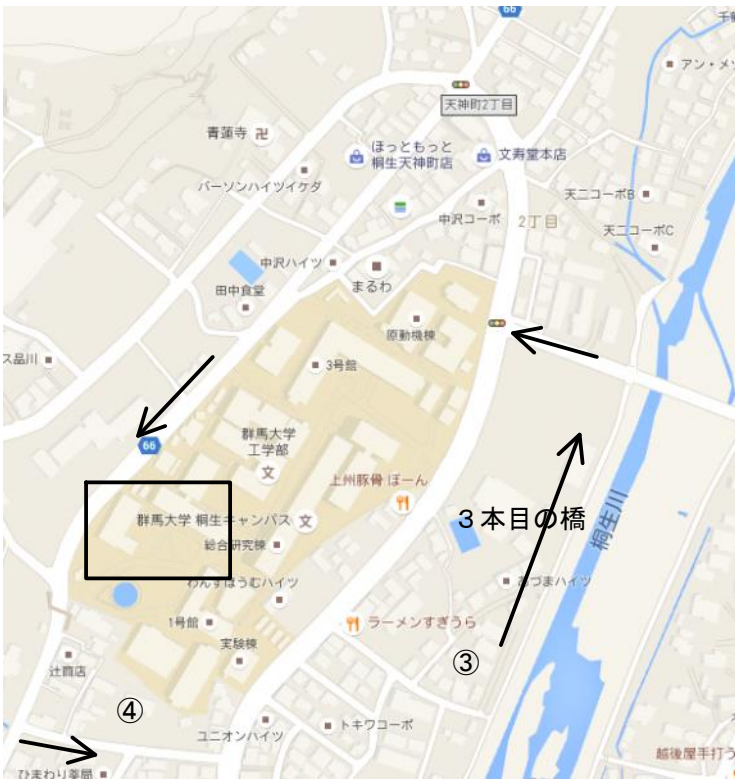 66
千
アン・メゾ
天神町2丁目
青蓮寺
ほっともっと
桐生天神町店
文寿堂本店
バーソンハイツイケダ
天二コーポB
中沢コーポ
2丁目
天二コーポC
中沢ハイツ
まるわ
田中食堂
原動機棟
ス品川
3号館
66
群馬大学
工学部
文
上州豚骨 ぼーん
3本目の橋
桐生川
群馬大学 桐生キャンパス
文
総合研究棟
わんすぱうむハイツ
あづまハイツ
1号館
ラーメンすぎうら
実験棟
③
辻商店
④
ユニオンハイツ
トキワコーポ
越後屋手打う
ひまわり薬局